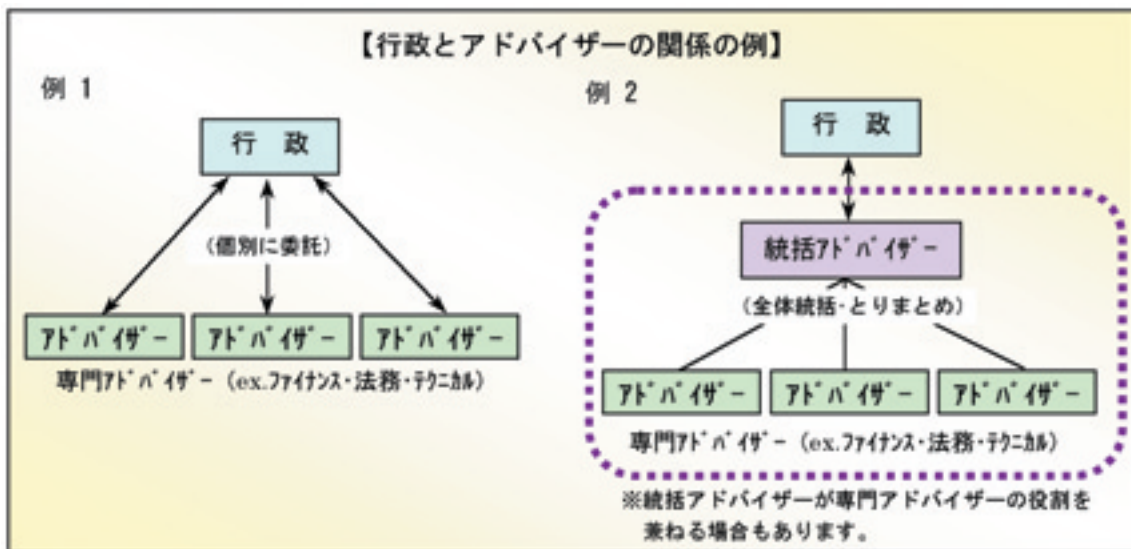 【行政とアドバイザーの関係の例】
例 1
行 政
(個別に委託)
ｱﾄﾞﾊﾞｲｻﾞｰ
ｱﾄﾞﾊﾞｲｻﾞｰ
ｱﾄﾞﾊﾞｲｻﾞｰ
専門ｱﾄﾞﾊﾞｲｻﾞｰ (ex.ﾌｧｲﾅﾝｽ・法務・ﾃｸﾆｶﾙ)
例 2
行 政
統括ｱﾄﾞﾊﾞｲｻﾞｰ
(全体統括・とりまとめ)
ｱﾄﾞﾊﾞｲｻﾞｰ
ｱﾄﾞﾊﾞｲｻﾞｰ
ｱﾄﾞﾊﾞｲｻﾞｰ
専門ｱﾄﾞﾊﾞｲｻﾞｰ (ex.ﾌｧｲﾅﾝｽ・法務・ﾃｸﾆｶﾙ)
※統括アドバイザーが専門アドバイザーの役割を
兼ねる場合もあります。